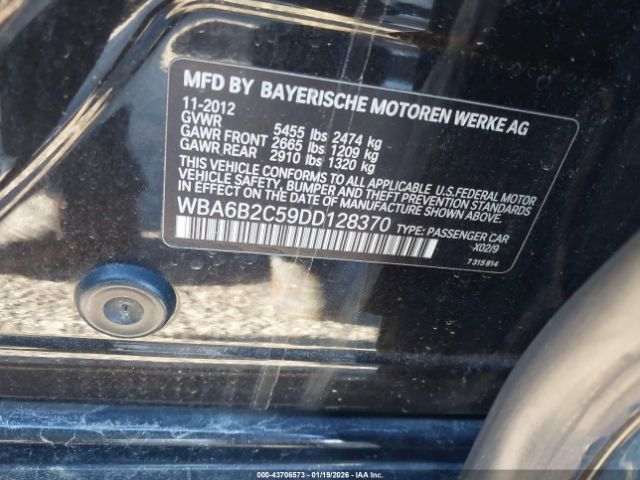 MFD BY BAYERISCHE MOTOREN WERKE AG
11-2012
GVWR 5455 lbs 2474 kg
GAWR FRONT 2665 lbs 1209 kg
GAWR REAR 2910 lbs 1320 kg
THIS VEHICLE CONFORMS TO ALL APPLICABLE U.S.FEDERAL MOTOR
VEHICLE SAFETY, BUMPER, AND THEFT PREVENTION STANDARDS IN
EFFECT ON THE DATE OF MANUFACTURE SHOWN ABOVE.
WBA6B2C59DD128370 TYPE: PASSENGER CAR
X02/9
7 315 814
000-43706573 - 01/19/2026 - IAA Holdings, LLC